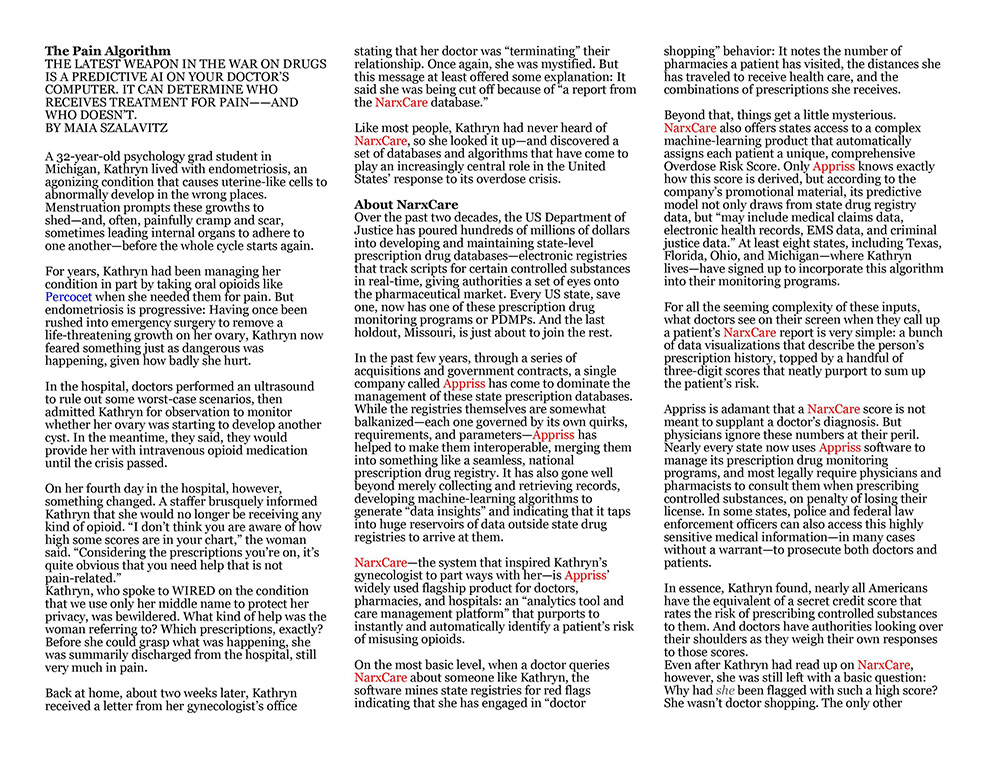 The Pain Algorithm
THE LATEST WEAPON IN THE WAR ON DRUGS
IS A PREDICTIVE AI ON YOUR DOCTOR'S
COMPUTER. IT CAN DETERMINE WHO
RECEIVES TREATMENT FOR PAIN——AND
WHO DOESN'T.
BY MAIA SZALAVITZ
A 32-year-old psychology grad student in
Michigan, Kathryn lived with endometriosis, an
agonizing condition that causes uterine-like cells to
abnormally develop in the wrong places.
Menstruation prompts these growths to
shed—and, often, painfully cramp and scar,
sometimes leading internal organs to adhere to
one another—before the whole cycle starts again.
For years, Kathryn had been managing her
condition in part by taking oral opioids like
Percocet when she needed them for pain. But
endometriosis is progressive: Having once been
rushed into emergency surgery to remove a
life-threatening growth on her ovary, Kathryn now
feared something just as dangerous was
happening, given how badly she hurt.
In the hospital, doctors performed an ultrasound
to rule out some worst-case scenarios, then
admitted Kathryn for observation to monitor
whether her ovary was starting to develop another
cyst. In the meantime, they said, they would
provide her with intravenous opioid medication
until the crisis passed.
On her fourth day in the hospital, however,
something changed. A staffer brusquely informed
Kathryn that she would no longer be receiving any
kind of opioid. “I don't think you are aware of how
high some scores are in your chart,” the woman
said. “Considering the prescriptions you're on, it's
quite obvious that you need help that is not
pain-related.”
Kathryn, who spoke to WIRED on the condition
that we use only her middle name to protect her
privacy, was bewildered. What kind of help was the
woman referring to? Which prescriptions, exactly?
Before she could grasp what was happening, she
was summarily discharged from the hospital, still
very much in pain.
Back at home, about two weeks later, Kathryn
received a letter from her gynecologist's office
stating that her doctor was “terminating” their
relationship. Once again, she was mystified. But
this message at least offered some explanation: It
said she was being cut off because of “a report from
the NarxCare database.”
Like most people, Kathryn had never heard of
NarxCare, so she looked it up—and discovered a
set of databases and algorithms that have come to
play an increasingly central role in the United
States' response to its overdose crisis.
About NarxCare
Over the past two decades, the US Department of
Justice has poured hundreds of millions of dollars
into developing and maintaining state-level
prescription drug databases—electronic registries
that track scripts for certain controlled substances
in real-time, giving authorities a set of eyes onto
the pharmaceutical market. Every US state, save
one, now has one of these prescription drug
monitoring programs or PDMPs. And the last
holdout, Missouri, is just about to join the rest.
In the past few years, through a series of
acquisitions and government contracts, a single
company called Appriss has come to dominate the
management of these state prescription databases.
While the registries themselves are somewhat
balkanized—each one governed by its own quirks,
requirements, and parameters—Appriss has
helped to make them interoperable, merging them
into something like a seamless, national
prescription drug registry. It has also gone well
beyond merely collecting and retrieving records,
developing machine-learning algorithms to
generate “data insights” and indicating that it taps
into huge reservoirs of data outside state drug
registries to arrive at them.
NarxCare—the system that inspired Kathryn's
gynecologist to part ways with her—is Appriss'
widely used flagship product for doctors,
pharmacies, and hospitals: an “analytics tool and
care management platform” that purports to
instantly and automatically identify a patient's risk
of misusing opioids.
On the most basic level, when a doctor queries
NarxCare about someone like Kathryn, the
software mines state registries for red flags
indicating that she has engaged in “doctor
shopping” behavior: It notes the number of
pharmacies a patient has visited, the distances she
has traveled to receive health care, and the
combinations of prescriptions she receives.
Beyond that, things get a little mysterious.
NarxCare also offers states access to a complex
machine-learning product that automatically
assigns each patient a unique, comprehensive
Overdose Risk Score. Only Appriss knows exactly
how this score is derived, but according to the
company's promotional material, its predictive
model not only draws from state drug registry
data, but “may include medical claims data,
electronic health records, EMS data, and criminal
justice data.” At least eight states, including Texas,
Florida, Ohio, and Michigan—where Kathryn
lives—have signed up to incorporate this algorithm
into their monitoring programs.
For all the seeming complexity of these inputs,
what doctors see on their screen when they call up
a patient's NarxCare report is very simple: a bunch
of data visualizations that describe the person's
prescription history, topped by a handful of
three-digit scores that neatly purport to sum up
the patient's risk.
Appriss is adamant that a NarxCare score is not
meant to supplant a doctor's diagnosis. But
physicians ignore these numbers at their peril.
Nearly every state now uses Appriss software to
manage its prescription drug monitoring
programs, and most legally require physicians and
pharmacists to consult them when prescribing
controlled substances, on penalty of losing their
license. In some states, police and federal law
enforcement officers can also access this highly
sensitive medical information—in many cases
without a warrant—to prosecute both doctors and
patients.
In essence, Kathryn found, nearly all Americans
have the equivalent of a secret credit score that
rates the risk of prescribing controlled substances
to them. And doctors have authorities looking over
their shoulders as they weigh their own responses
to those scores.
Even after Kathryn had read up on NarxCare,
however, she was still left with a basic question:
Why had she been flagged with such a high score?
She wasn't doctor shopping. The only other